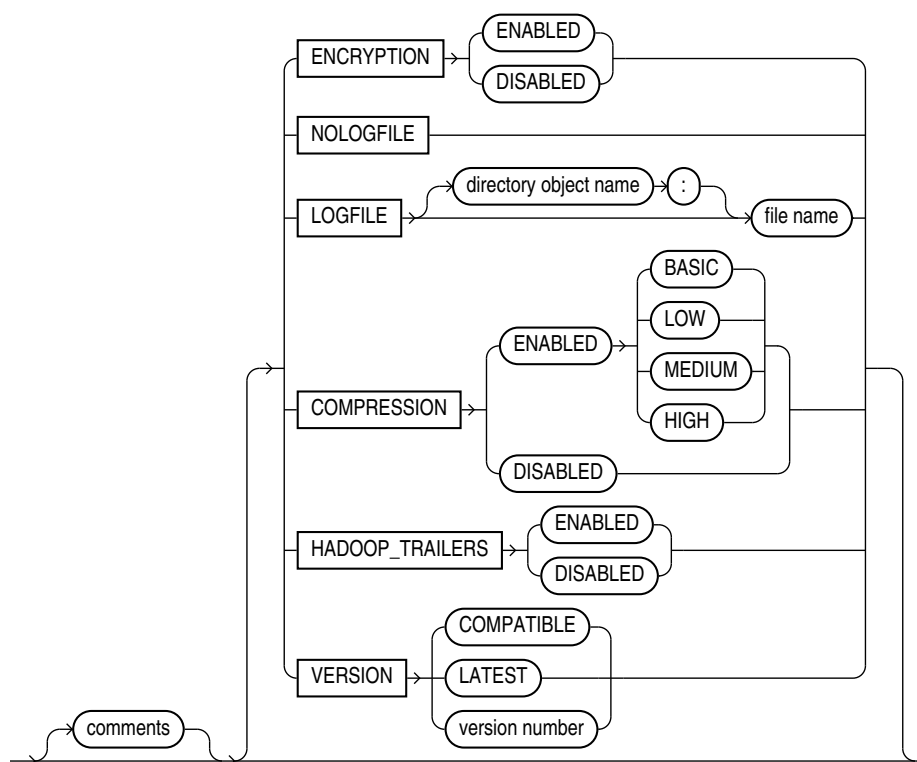 ENABLED
ENCRYPTION
DISABLED
NOLOGFILE
directory object name :
LOGFILE
file name
BASIC
LOW
ENABLED
MEDIUM
COMPRESSION
HIGH
DISABLED
ENABLED
HADOOP_TRAILERS
DISABLED
COMPATIBLE
VERSION LATEST
comments version number